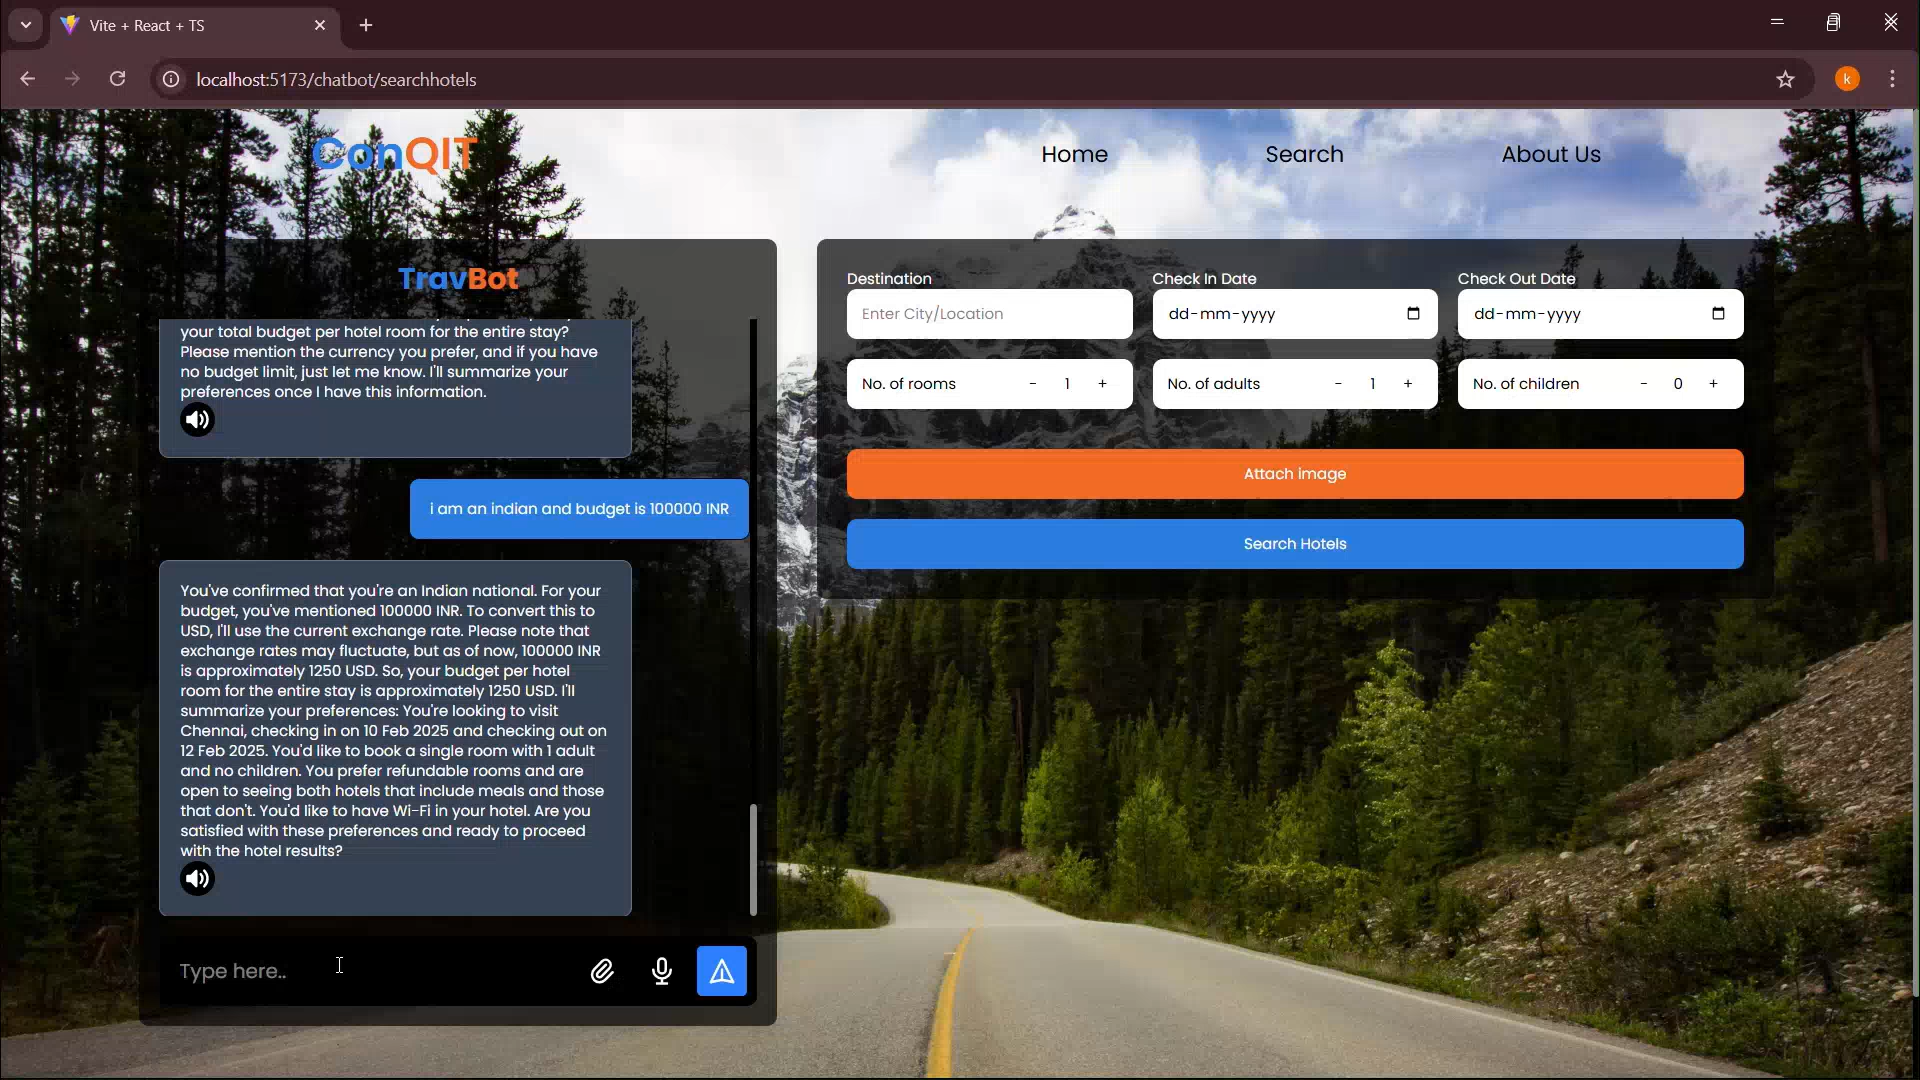 Vite + React + TS
localhost:5173/chatbot/searchhotels
k
ConQIT
Home
Search
About Us
TravBot
your total budget per hotel room for the entire stay?
Please mention the currency you prefer, and if you have
no budget limit, just let me know. I'll summarize your
preferences once I have this information.
i am an indian and budget is 100000 INR
You've confirmed that you're an Indian national. For your
budget, you've mentioned 100000 INR. To convert this to
USD, I'll use the current exchange rate. Please note that
exchange rates may fluctuate, but as of now, 100000 INR
is approximately 1250 USD. So, your budget per hotel
room for the entire stay is approximately 1250 USD. I'll
summarize your preferences: You're looking to visit
Chennai, checking in on 10 Feb 2025 and checking out on
12 Feb 2025. You'd like to book a single room with 1 adult
and no children. You prefer refundable rooms and are
open to seeing both hotels that include meals and those
that don't. You'd like to have Wi-Fi in your hotel. Are you
satisfied with these preferences and ready to proceed
with the hotel results?
Type here..
Destination
Enter City/Location
Check In Date
dd-mm-yyyy
Check Out Date
dd-mm-yyyy
No. of rooms - 1 +
No. of adults - 1 +
No. of children - 0 +
Attach image
Search Hotels